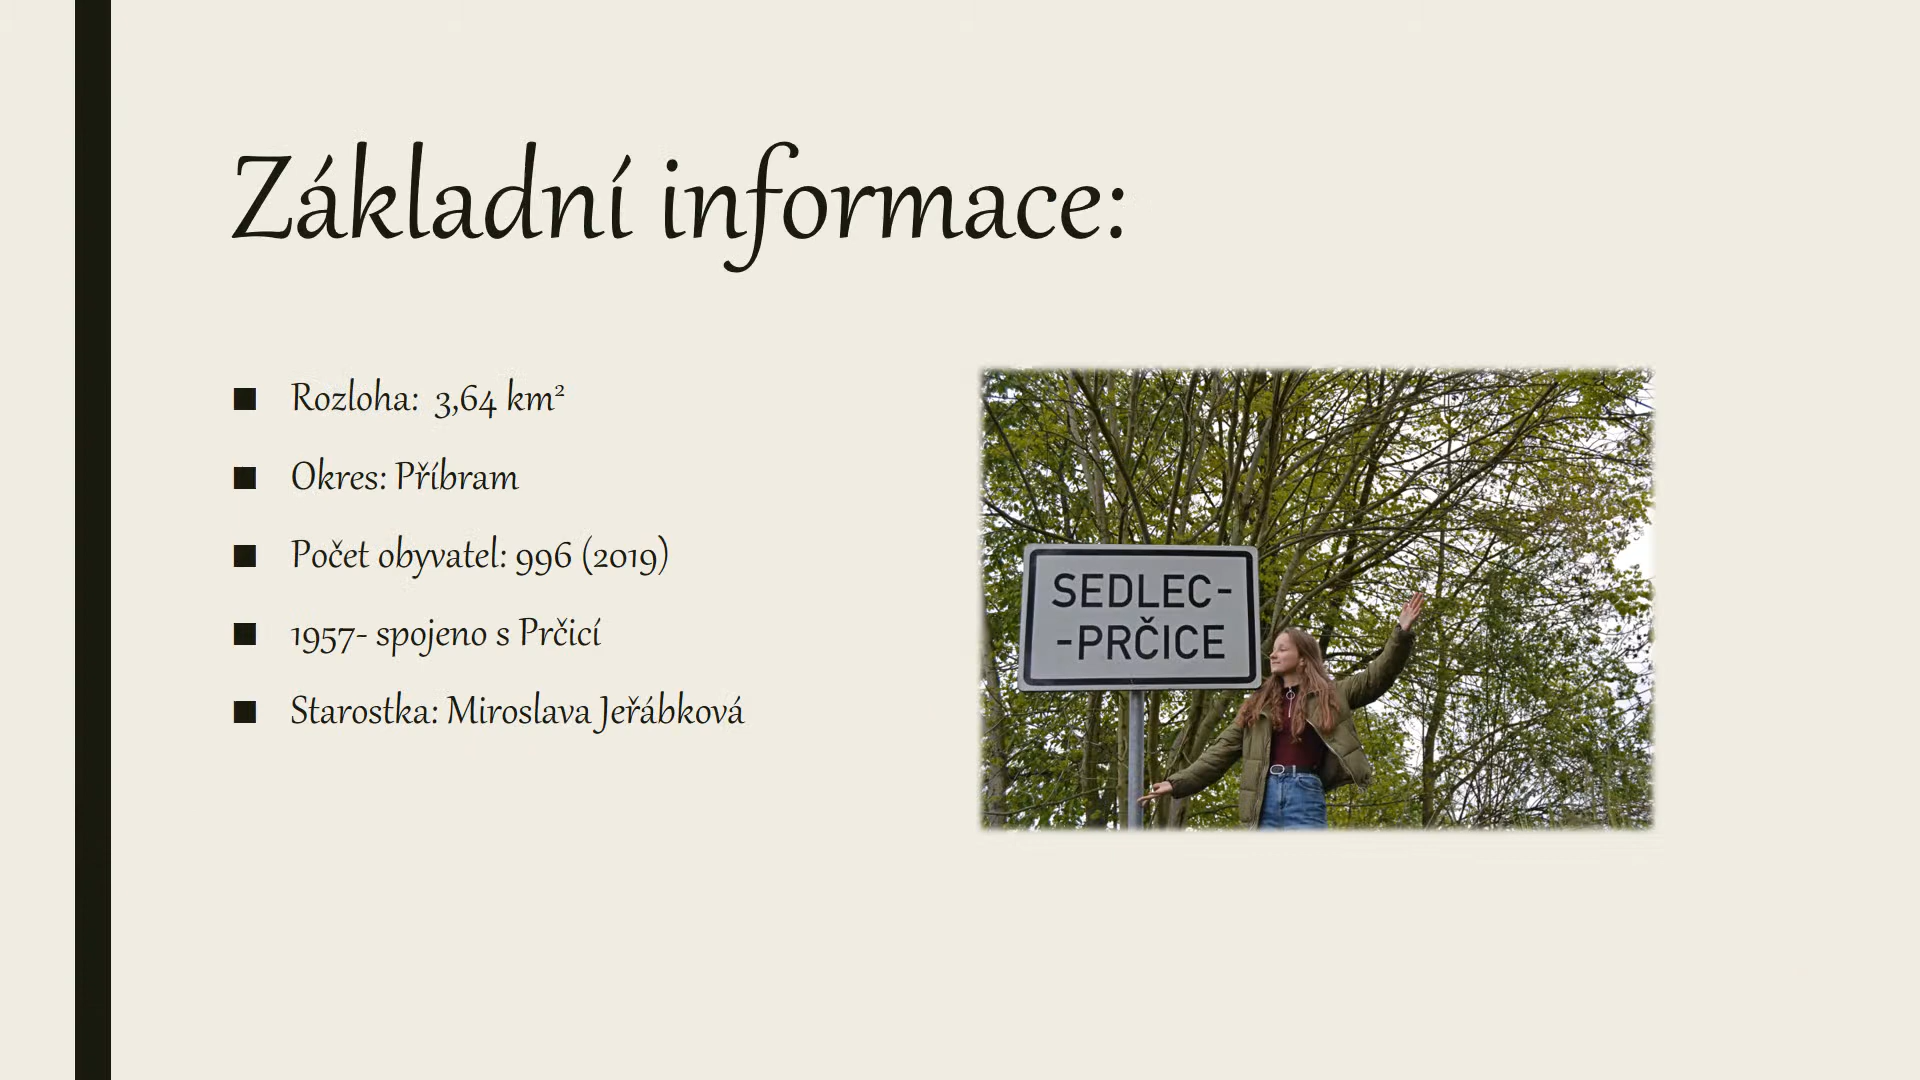 Základní informace:
Rozloha:  3,64 km²
Okres: Příbram
Počet obyvatel: 996 (2019)
1957- spojeno s Prčicí
Starostka: Miroslava Jeřábková
SEDLEC-
-PRČICE